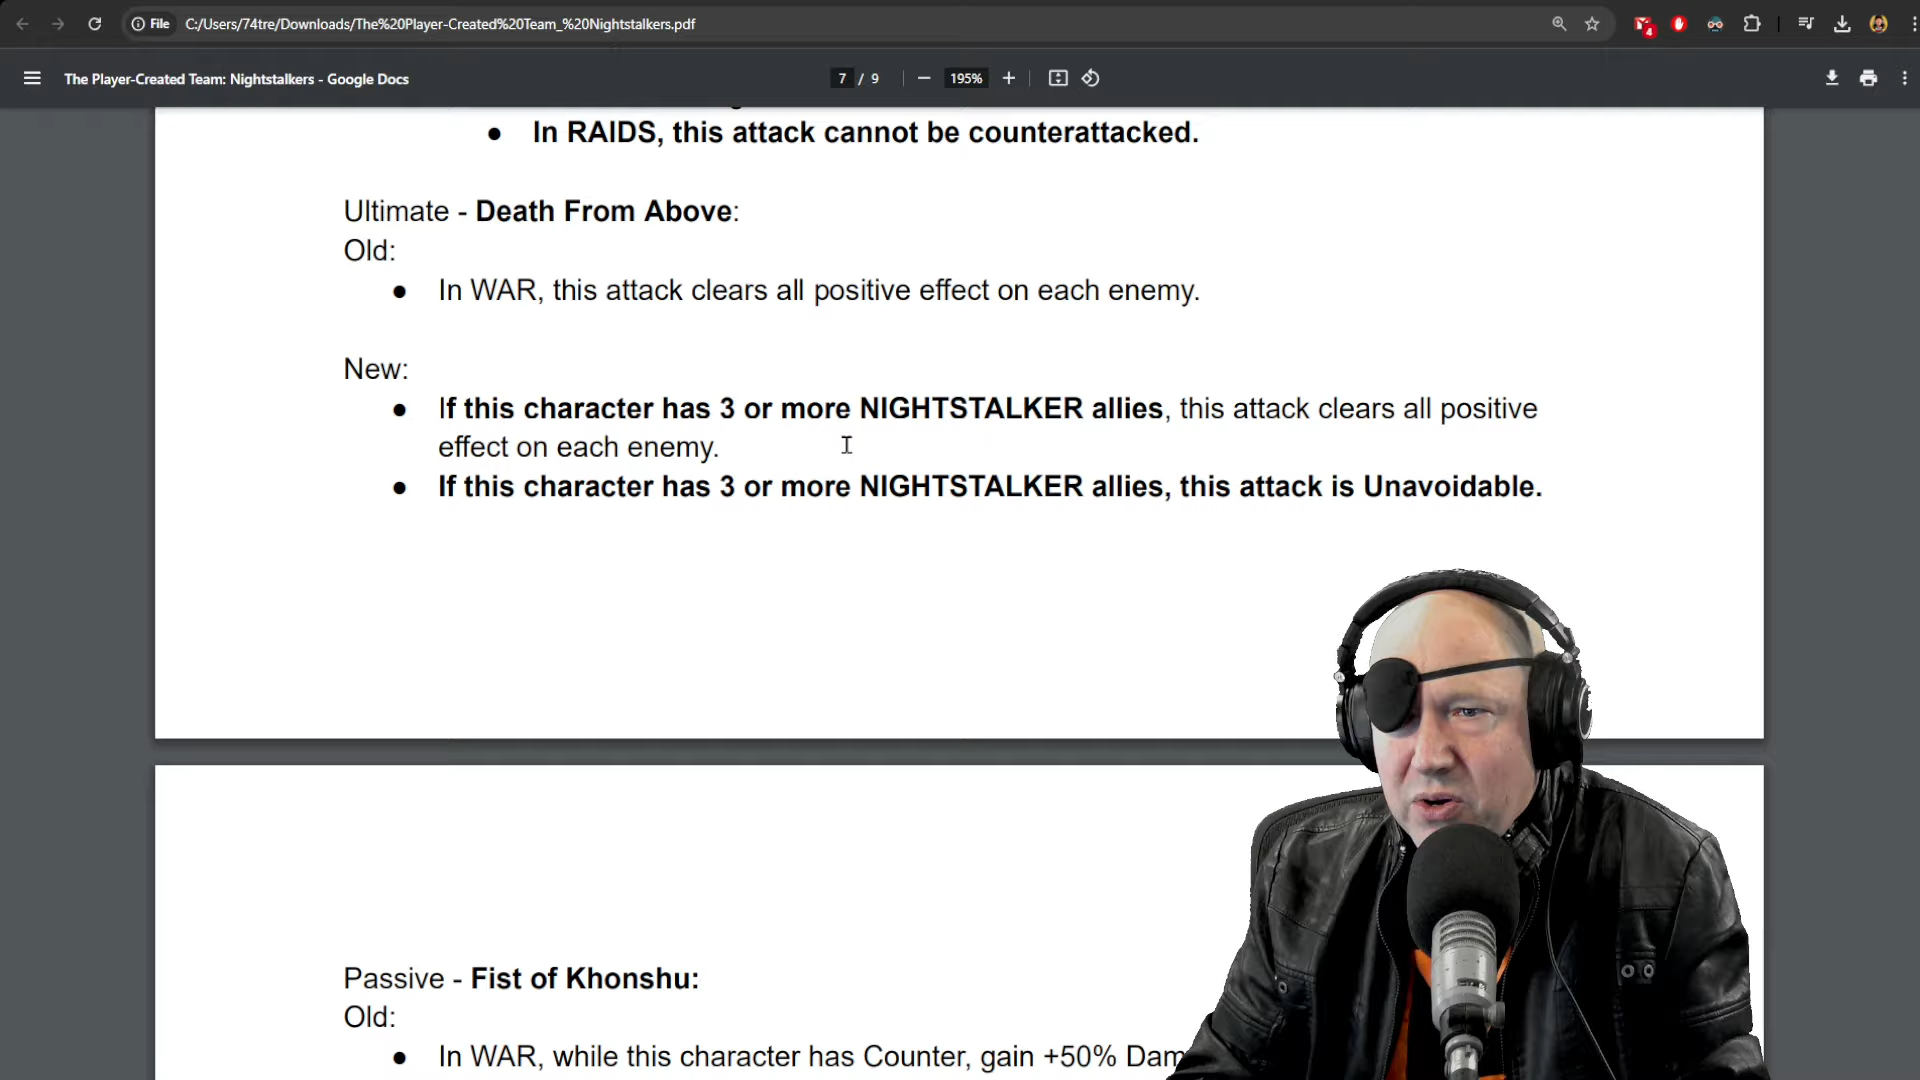 File C:/Users/74tre/Downloads/The%20Player-Created%20Team_%20Nightstalkers.pdf
4
The Player-Created Team: Nightstalkers - Google Docs
7 / 9
195%
● In RAIDS, this attack cannot be counterattacked.
Ultimate - Death From Above:
Old:
● In WAR, this attack clears all positive effect on each enemy.
New:
● If this character has 3 or more NIGHTSTALKER allies, this attack clears all positive
effect on each enemy.
● If this character has 3 or more NIGHTSTALKER allies, this attack is Unavoidable.
Passive - Fist of Khonshu:
Old:
● In WAR, while this character has Counter, gain +50% Dam